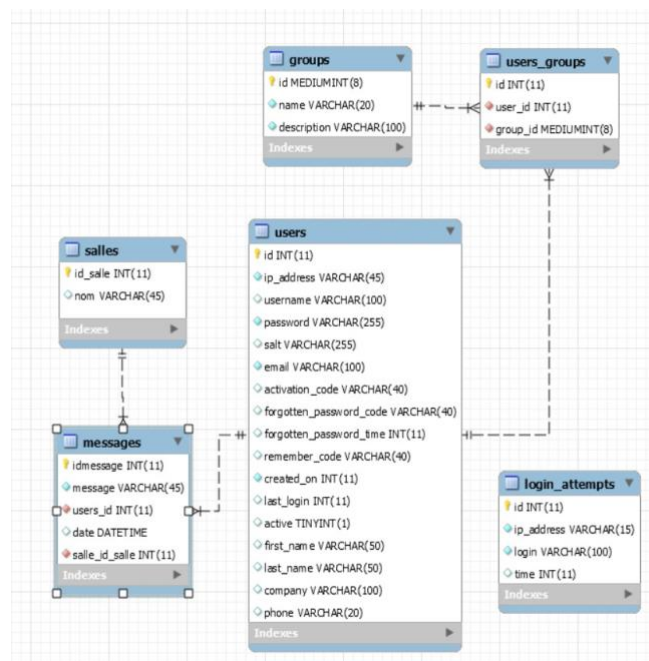 groups
id MEDIUMINT(8)
name VARCHAR(20)
description VARCHAR(100)
Indexes
users_groups
id INT(11)
user_id INT(11)
group_id MEDIUMINT(8)
Indexes
salles
id_salle INT(11)
nom VARCHAR(45)
Indexes
users
id INT(11)
ip_address VARCHAR(45)
username VARCHAR(100)
password VARCHAR(255)
salt VARCHAR(255)
email VARCHAR(100)
activation_code VARCHAR(40)
forgotten_password_code VARCHAR(40)
forgotten_password_time INT(11)
remember_code VARCHAR(40)
created_on INT(11)
last_login INT(11)
active TINYINT(1)
first_name VARCHAR(50)
last_name VARCHAR(50)
company VARCHAR(100)
phone VARCHAR(20)
Indexes
messages
idmessage INT(11)
message VARCHAR(45)
users_id INT(11)
date DATETIME
salle_id_salle INT(11)
Indexes
login_attempts
id INT(11)
ip_address VARCHAR(15)
login VARCHAR(100)
time INT(11)
Indexes